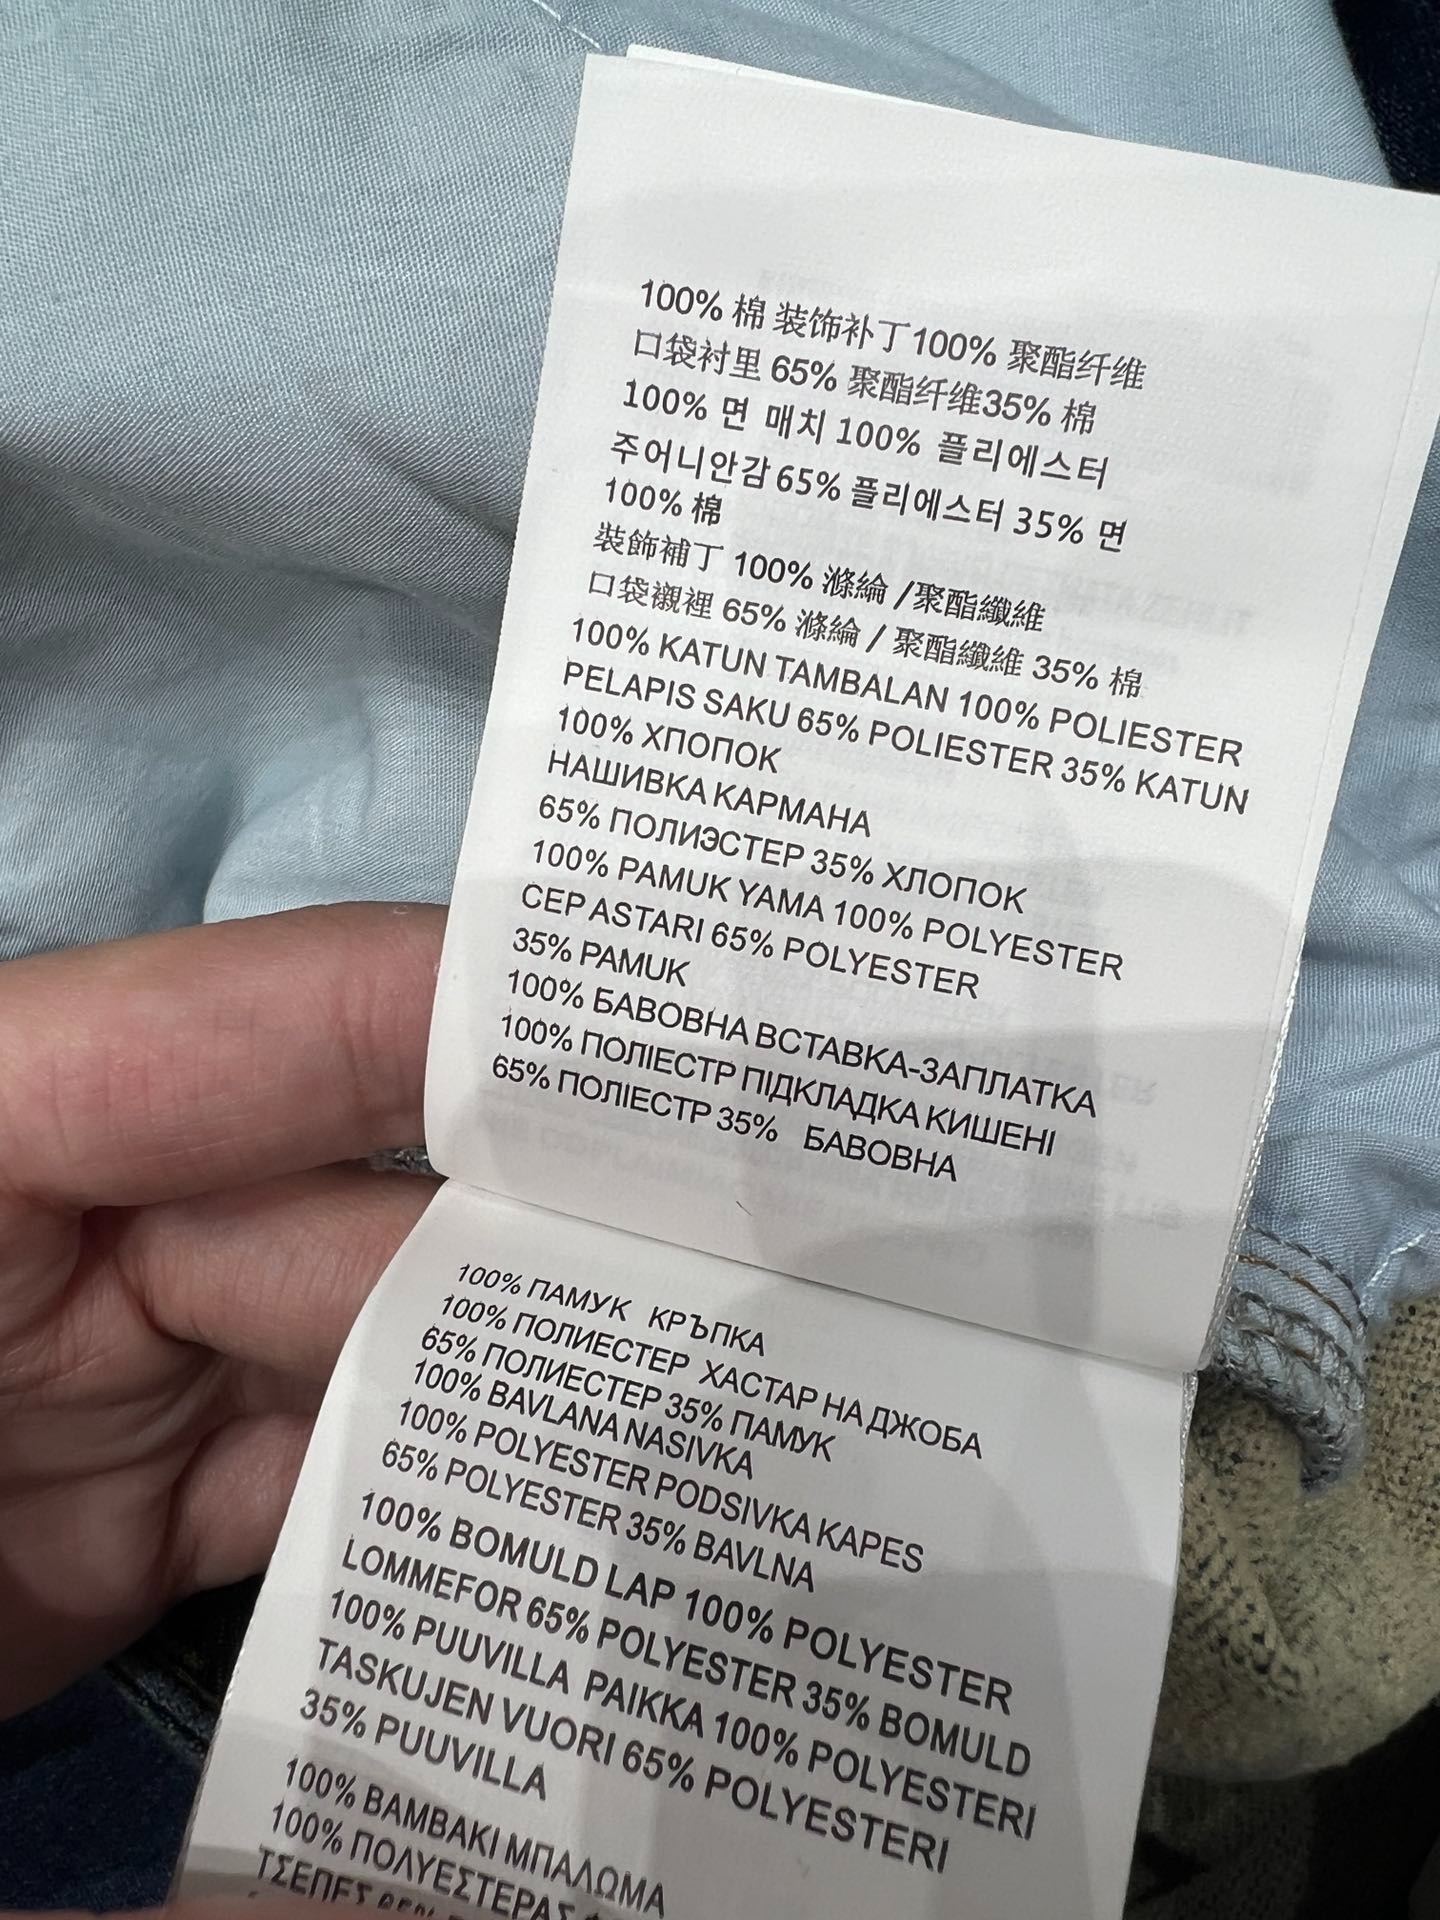 100% 棉 装饰补丁100% 聚酯纤维
口袋衬里 65% 聚酯纤维35% 棉
100% 면 매치 100% 플리에스터
주어니안감 65% 플리에스터 35% 면
100% 棉
裝飾補丁 100% 滌綸 /聚酯纖維
口袋襯裡 65% 滌綸 / 聚酯纖維 35% 棉
100% KATUN TAMBALAN 100% POLIESTER
PELAPIS SAKU 65% POLIESTER 35% KATUN
100% ХПОПОК
НАШИВКА КАРМАНА
65% ПОЛИЭСТЕР 35% ХЛОПОК
100% PAMUK YAMA 100% POLYESTER
CEP ASTARI 65% POLYESTER
35% PAMUK
100% БАВОВНА ВСТАВКА-ЗАПЛАТКА
100% ПОЛІЕСТР ПІДКЛАДКА КИШЕНІ
65% ПОЛІЕСТР 35% БАВОВНА
100% ПАМУК КРЪПКА
100% ПОЛИЕСТЕР ХАСТАР НА ДЖОБА
65% ПОЛИЕСТЕР 35% ПАМУК
100% BAVLANA NASIVKA
100% POLYESTER PODSIVKA KAPES
65% POLYESTER 35% BAVLNA
100% BOMULD LAP 100% POLYESTER
LOMMEFOR 65% POLYESTER 35% BOMULD
100% PUUVILLA PAIKKA 100% POLYESTERI
TASKUJEN VUORI 65% POLYESTERI
35% PUUVILLA
100% BAMBAKI ΜΠΑΛΩΜΑ
100% ΠΟΛΥΕΣΤΕΡΑΣ
ΤΣΕΠΕΣ 65%